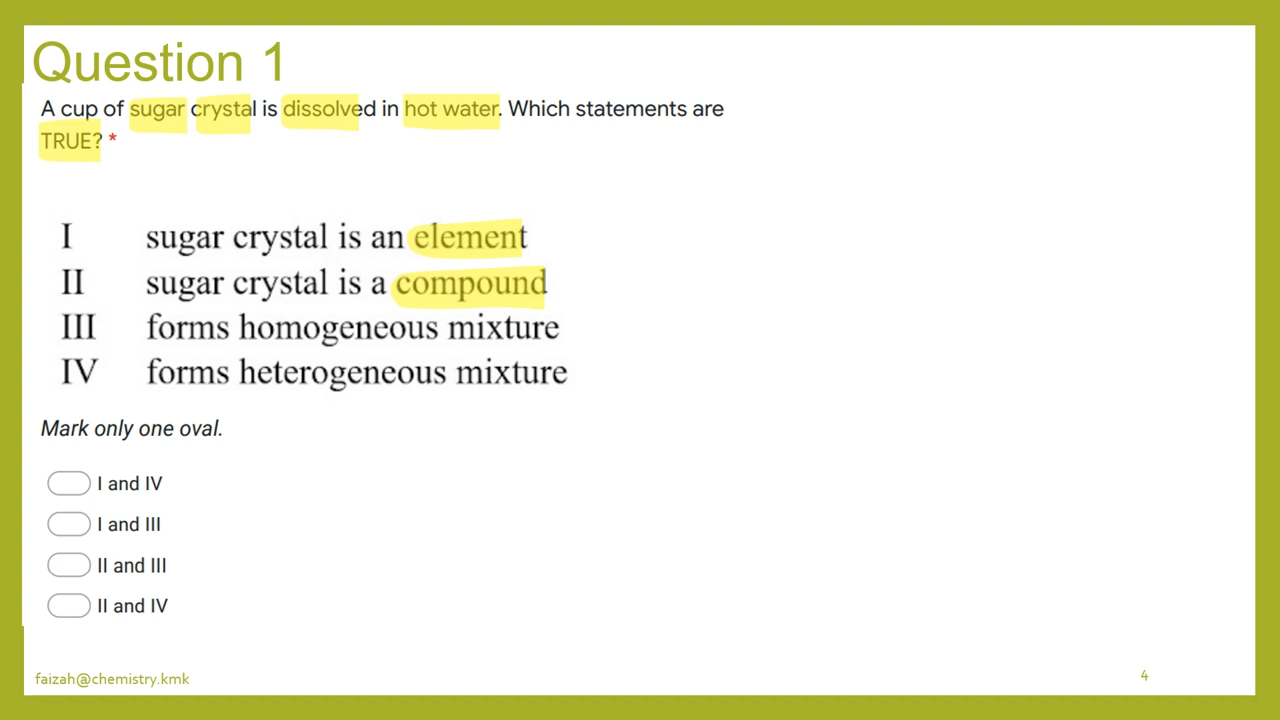 Question 1
A cup of sugar crystal is dissolved in hot water. Which statements are
TRUE? *
I sugar crystal is an element
II sugar crystal is a compound
III forms homogeneous mixture
IV forms heterogeneous mixture
Mark only one oval.
I and IV
I and III
II and III
II and IV
faizah@chemistry.kmk 4